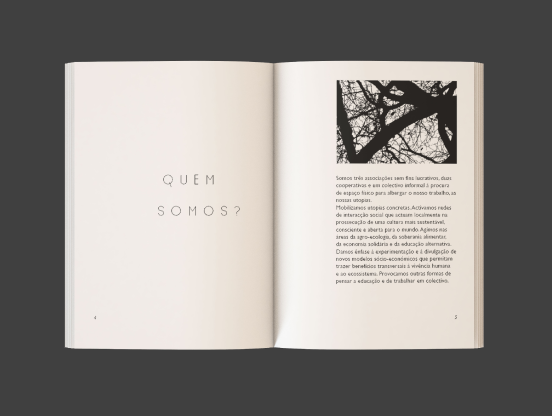 QUEM
SOMOS?
4
Somos três associações sem fins lucrativos, duas
cooperativas e um colectivo informal à procura
de espaço físico para albergar o nosso trabalho, as
nossas utopias.
Mobilizamos utopias concretas. Activamos redes
de interacção social que actuam localmente na
prossecução de uma cultura mais sustentável,
consciente e aberta para o mundo. Agimos nas
áreas da agro-ecologia, da soberania alimentar,
da economia solidária e da educação alternativa.
Damos ênfase à experimentação e à divulgação de
novos modelos sócio-económicos que permitam
trazer benefícios transversais à vivência humana
e ao ecossistema. Provocamos outras formas de
pensar a educação e de trabalhar em colectivo.
5